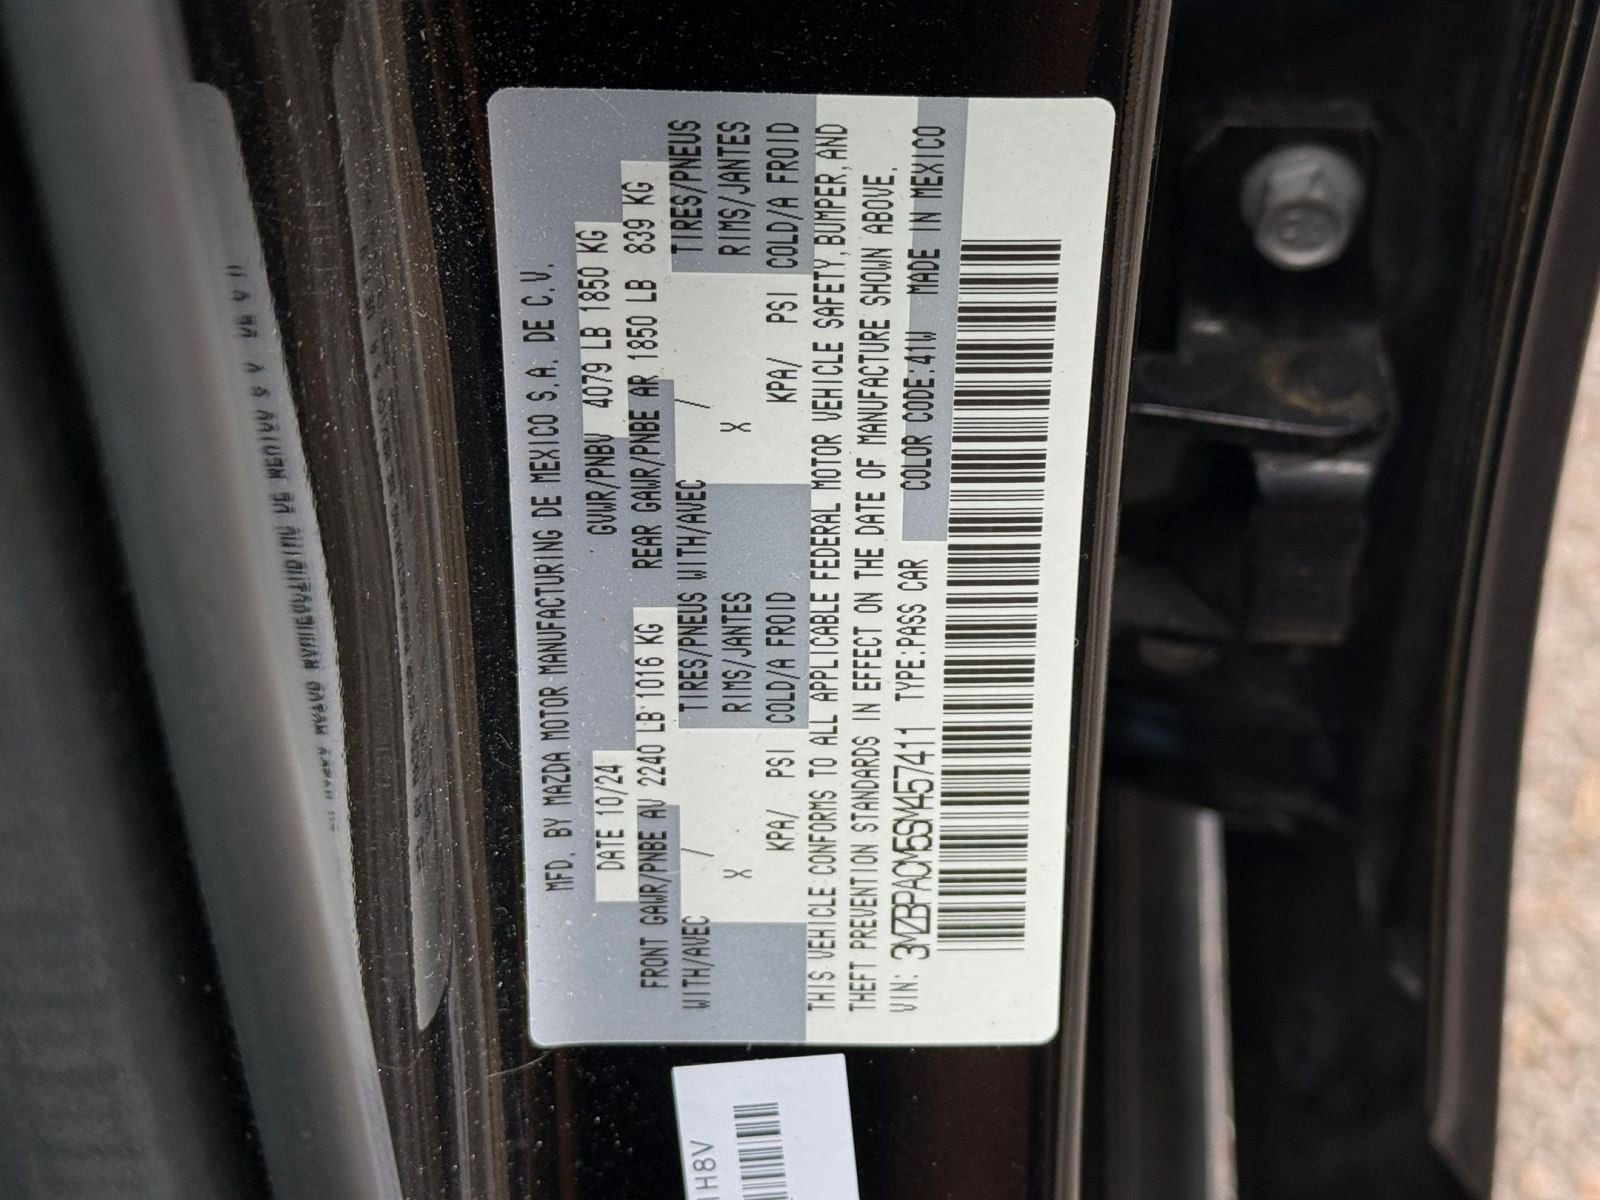 MFD. BY MAZDA MOTOR MANUFACTURING DE MEXICO S.A. DE C.V.
DATE 10/24 GVWR/PNBV 4079 LB 1850 KG
FRONT GAWR/PNBE AV 2240 LB 1016 KG REAR GAWR/PNBE AR 1850 LB 839 KG
WITH/AVEC / TIRES/PNEUS WITH/AVEC / TIRES/PNEUS
X RIMS/JANTES X RIMS/JANTES
KPA/ PSI COLD/A FROID KPA/ PSI COLD/A FROID
THIS VEHICLE CONFORMS TO ALL APPLICABLE FEDERAL MOTOR VEHICLE SAFETY, BUMPER, AND
THEFT PREVENTION STANDARDS IN EFFECT ON THE DATE OF MANUFACTURE SHOWN ABOVE.
VIN: 3MZBPACM5SM457411 TYPE:PASS CAR COLOR CODE:41W MADE IN MEXICO
1H8V